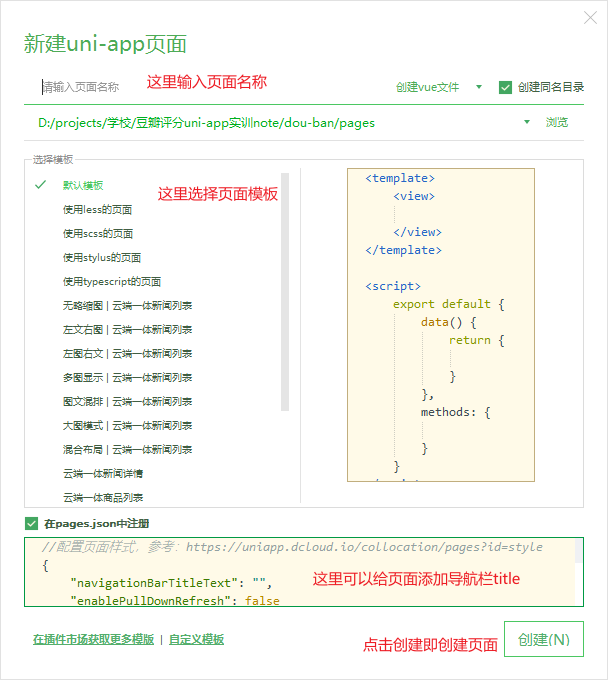 新建uni-app页面
请输入页面名称 这里输入页面名称 创建vue文件 创建同名目录
D:/projects/学校/豆瓣评分uni-app实训note/dou-ban/pages 浏览
选择模板
默认模板 这里选择页面模板
使用less的页面
使用scss的页面
使用stylus的页面
使用typescript的页面
无略缩图 | 云端一体新闻列表
左文右图 | 云端一体新闻列表
左图右文 | 云端一体新闻列表
多图显示 | 云端一体新闻列表
图文混排 | 云端一体新闻列表
大图模式 | 云端一体新闻列表
混合布局 | 云端一体新闻列表
云端一体新闻详情
云端一体商品列表
<template>
<view>
</view>
</template>
<script>
export default {
data() {
return {
}
},
methods: {
}
}
在pages.json中注册
//配置页面样式，参考：https://uniapp.dcloud.io/collocation/pages?id=style
{
"navigationBarTitleText": "",
"enablePullDownRefresh": false
这里可以给页面添加导航栏title
在插件市场获取更多模版 | 自定义模板
点击创建即创建页面 创建(N)